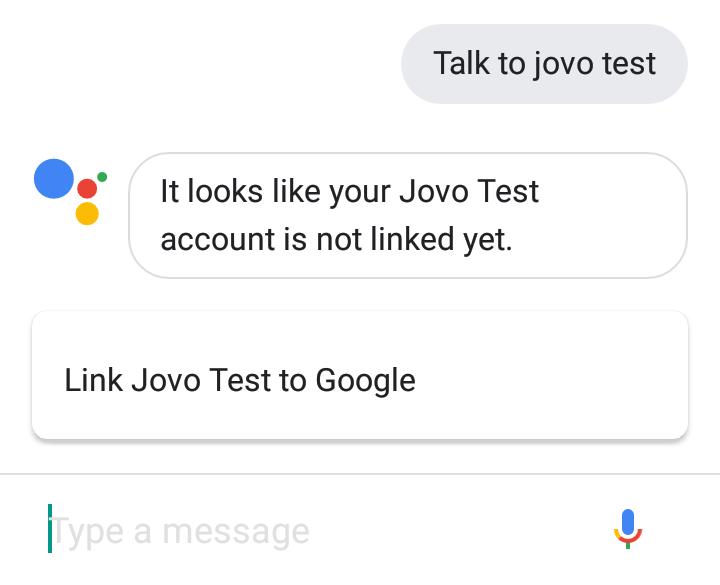 Talk to jovo test
It looks like your Jovo Test
account is not linked yet.
Link Jovo Test to Google
Type a message